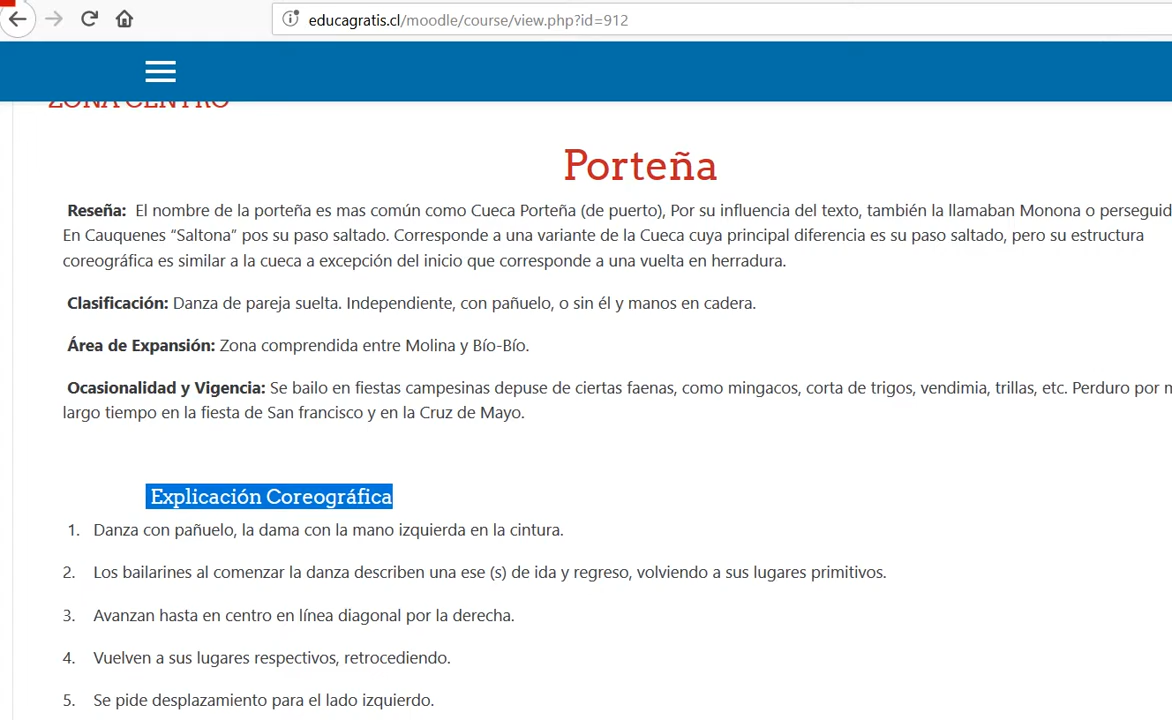 educagratis.cl/moodle/course/view.php?id=912
ZONA CENTRO
Porteña
Reseña: El nombre de la porteña es mas común como Cueca Porteña (de puerto), Por su influencia del texto, también la llamaban Monona o perseguid
En Cauquenes “Saltona” pos su paso saltado. Corresponde a una variante de la Cueca cuya principal diferencia es su paso saltado, pero su estructura
coreográfica es similar a la cueca a excepción del inicio que corresponde a una vuelta en herradura.
Clasificación: Danza de pareja suelta. Independiente, con pañuelo, o sin él y manos en cadera.
Área de Expansión: Zona comprendida entre Molina y Bío-Bío.
Ocasionalidad y Vigencia: Se bailo en fiestas campesinas depuse de ciertas faenas, como mingacos, corta de trigos, vendimia, trillas, etc. Perduro por m
largo tiempo en la fiesta de San francisco y en la Cruz de Mayo.
Explicación Coreográfica
1. Danza con pañuelo, la dama con la mano izquierda en la cintura.
2. Los bailarines al comenzar la danza describen una ese (s) de ida y regreso, volviendo a sus lugares primitivos.
3. Avanzan hasta en centro en línea diagonal por la derecha.
4. Vuelven a sus lugares respectivos, retrocediendo.
5. Se pide desplazamiento para el lado izquierdo.